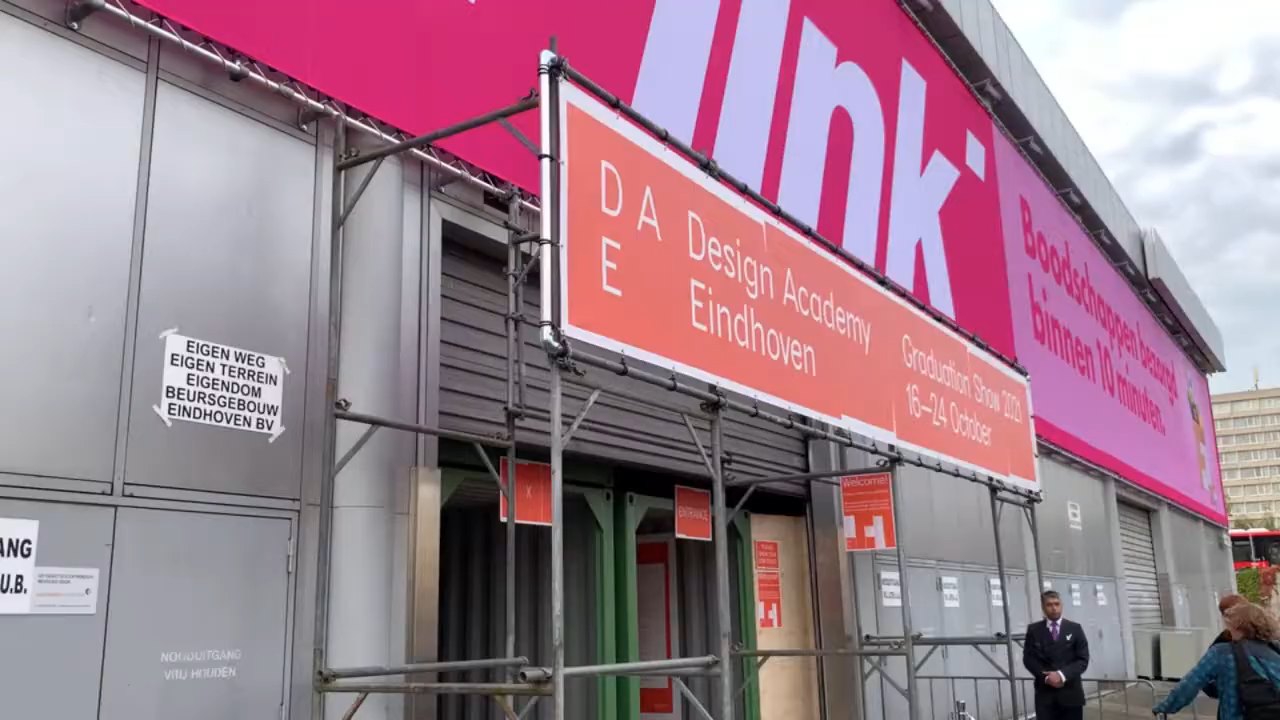 Boodschappen bezorgd
binnen 10 minuten.
D A
E
Design Academy
Eindhoven
Graduation Show 2021
16–24 October
EIGEN WEG
EIGEN TERREIN
EIGENDOM
BEURSGEBOUW
EINDHOVEN BV
X
ENTRANCE
Welcome!
ANG
U.B.
NOODUITGANG
VRIJ HOUDEN